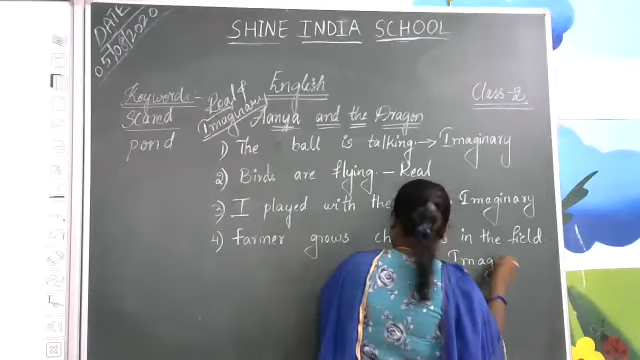 DATE
05/03/2020
SHINE INDIA SCHOOL
English
Class-2
Keywords-
Scared
pond
Real &
Imaginary
Aanya and the Dragon
1) The ball is talking. → Imaginary
2) Birds are flying. - Real
3) I played with the Imaginary
4) Farmer grows in the field.
Imag